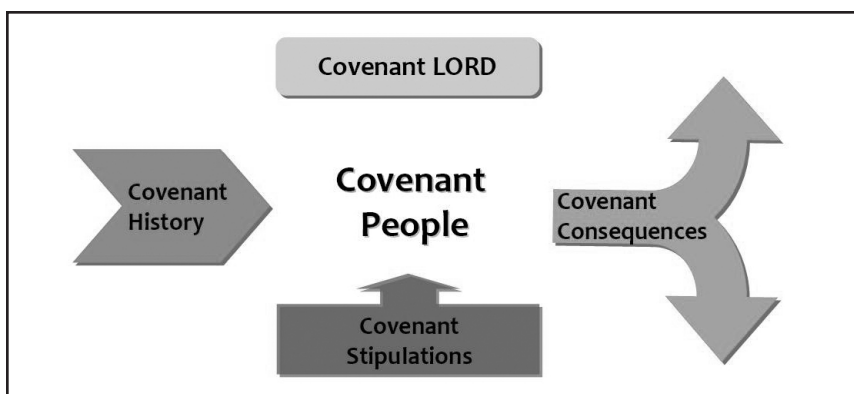 Covenant LORD
Covenant
History
Covenant
People
Covenant
Consequences
Covenant
Stipulations